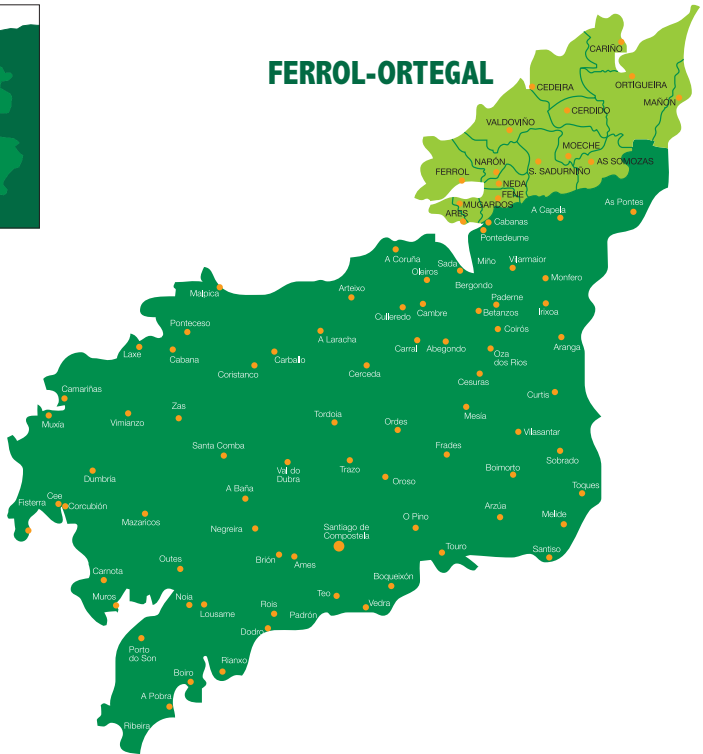 FERROL-ORTEGAL
CARIÑO
ORTIGUEIRA
CEDEIRA
MAÑÓN
CERDIDO
VALDOVIÑO
MOECHE
NARÓN
AS SOMOZAS
FERROL
S. SADURNIÑO
NEDA
FENE
MUGARDOS
ARES
As Pontes
A Capela
Cabanas
Pontedeume
A Coruña
Sada
Miño
Vilarmaior
Oleiros
Monfero
Bergondo
Malpica
Arteixo
Paderne
Culleredo
Cambre
Betanzos
Irixoa
Ponteceso
A Laracha
Coirós
Carral
Abegondo
Aranga
Laxe
Cabana
Carballo
Oza
dos Ríos
Coristanco
Cerceda
Cesuras
Camariñas
Curtis
Zas
Tordoia
Mesía
Muxía
Vimianzo
Ordes
Vilasantar
Santa Comba
Frades
Sobrado
Val do
Dubra
Trazo
Boimorto
Dumbría
Oroso
Toques
A Baña
Cee
Fisterra
Corcubión
Arzúa
Melide
Mazaricos
Negreira
Santiago de
Compostela
O Pino
Brión
Ames
Touro
Santiso
Outes
Carnota
Boqueixón
Muros
Noia
Lousame
Rois
Padrón
Teo
Vedra
Dodro
Porto
do Son
Boiro
Rianxo
A Pobra
Ribeira